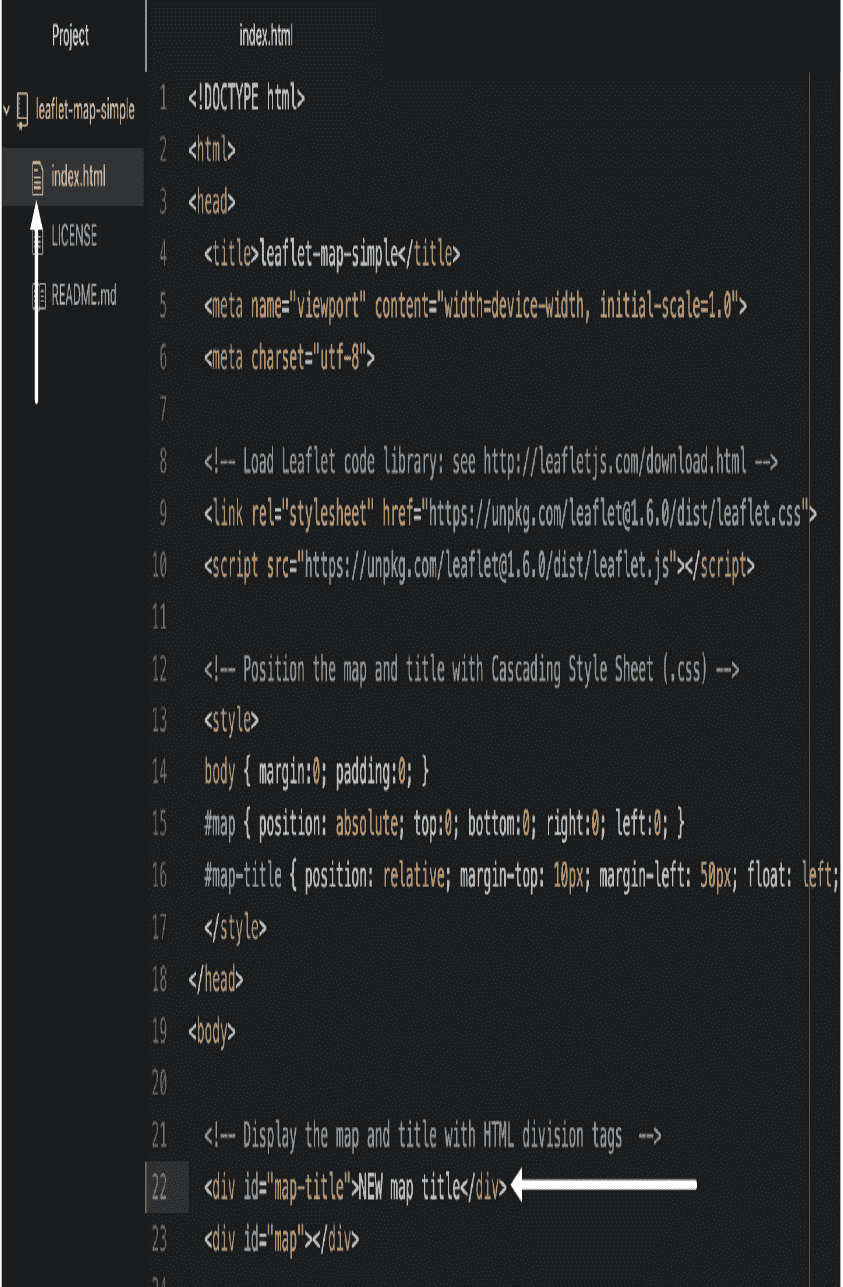 Project
index.html
leaflet-map-simple
index.html
LICENSE
README.md
1 <!DOCTYPE html>
2 <html>
3 <head>
4 <title>leaflet-map-simple</title>
5 <meta name="viewport" content="width=device-width, initial-scale=1.0">
6 <meta charset="utf-8">
7
8 <!-- Load Leaflet code library: see http://leafletjs.com/download.html -->
9 <link rel="stylesheet" href="https://unpkg.com/leaflet@1.6.0/dist/leaflet.css">
10 <script src="https://unpkg.com/leaflet@1.6.0/dist/leaflet.js"></script>
11
12 <!-- Position the map and title with Cascading Style Sheet (.css) -->
13 <style>
14 body { margin:0; padding:0; }
15 #map { position: absolute; top:0; bottom:0; right:0; left:0; }
16 #map-title { position: relative; margin-top: 10px; margin-left: 50px; float: left;
17 </style>
18 </head>
19 <body>
20
21 <!-- Display the map and title with HTML division tags  -->
22 <div id="map-title">NEW map title</div>
23 <div id="map"></div>
24